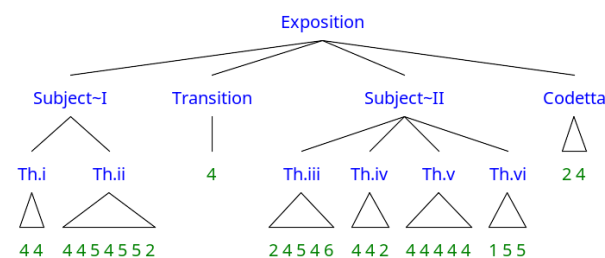 Exposition
Subject~I Transition Subject~II Codetta
Th.i Th.ii 4 Th.iii Th.iv Th.v Th.vi 2 4
4 4 4 4 5 4 5 5 2 2 4 5 4 6 4 4 2 4 4 4 4 4 1 5 5